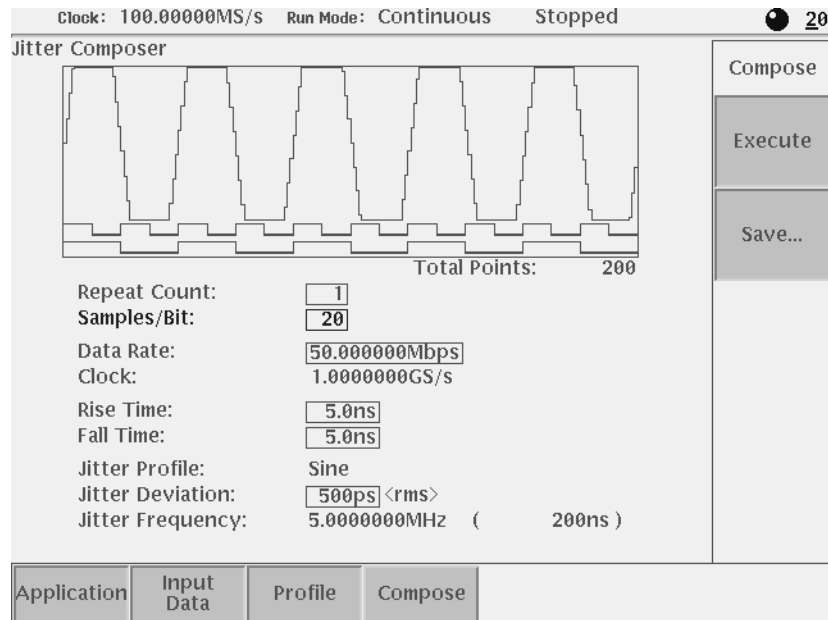 Clock: 100.00000MS/s Run Mode: Continuous Stopped 20
Jitter Composer
Compose
Execute
Save...
Total Points: 200
Repeat Count: 1
Samples/Bit: 20
Data Rate: 50.000000Mbps
Clock: 1.0000000GS/s
Rise Time: 5.0ns
Fall Time: 5.0ns
Jitter Profile: Sine
Jitter Deviation: 500ps <rms>
Jitter Frequency: 5.0000000MHz ( 200ns )
Application
Input
Data
Profile
Compose